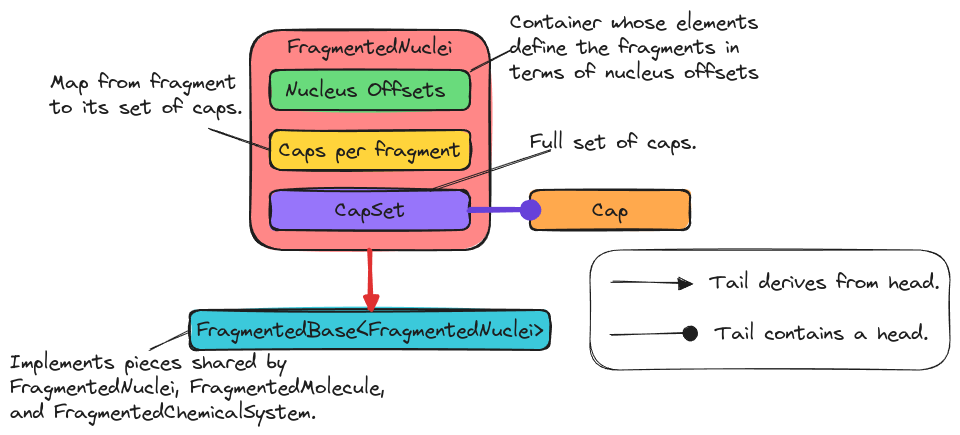 Container whose elements
define the fragments in
terms of nucleus offsets
FragmentedNuclei
Map from fragment
to its set of caps.
Nucleus Offsets
Caps per fragment
Full set of caps.
CapSet
Cap
Tail derives from head.
Tail contains a head.
FragmentedBase<FragmentedNuclei>
Implements pieces shared by
FragmentedNuclei, FragmentedMolecule,
and FragmentedChemicalSystem.